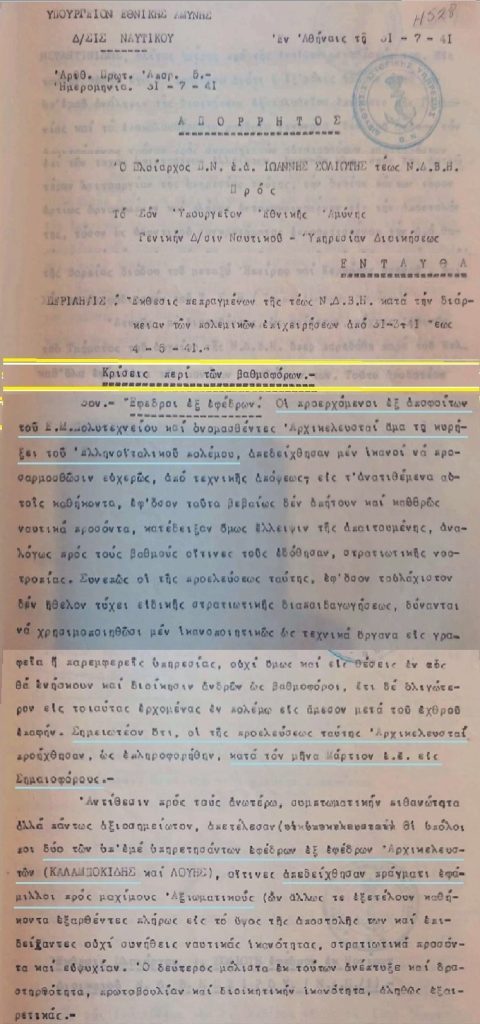 ΥΠΟΥΡΓΕΙΟΝ ΕΘΝΙΚΗΣ ΑΜΥΝΗΣ
Η528
Δ/ΣΙΣ ΝΑΥΤΙΚΟΥ
Ἐν Ἀθήναις τῇ 31 - 7 - 41
Ἀριθ. Πρωτ. Ἀπορ. 5.-
Ἡμερομηνία. 31 - 7 - 41
Α Π Ο Ρ Ρ Η Τ Ο Σ
Ὁ Πλοίαρχος Π.Ν. ἐ.ἀ. ΙΩΑΝΝΗΣ ΣΟΛΙΩΤΗΣ τέως Ν.Δ.Β.Η.
Π ρ ό ς
Τό Σόν Ὑπουργεῖον Ἐθνικῆς Ἀμύνης
Γενικήν Δ/σιν Ναυτικοῦ - Ὑπηρεσίαν Διοικήσεως
Ε Ν Τ Α Υ Θ Α
ΠΕΡΙΛΗΨΙΣ : Ἔκθεσις πεπραγμένων τῆς τέως Ν.Δ.Β.Η. κατά τήν διάρ-
κειαν τῶν πολεμικῶν ἐπιχειρήσεων ἀπό 31-3-41 ἕως
4 - 5 - 41.-
Κρίσεις περί τῶν βαθμοφόρων.-
5ον.- Ἔφεδροι ἐξ ἐφέδρων. Οἱ προερχόμενοι ἐξ ἀποφοίτων
τοῦ Ε.Μ.Πολυτεχνείου καί ὀνομασθέντες Ἀρχικελευσταί ἅμα τῇ κηρύ-
ξει τοῦ Ἑλληνοϊταλικοῦ πολέμου, ἀπεδείχθησαν μέν ἱκανοί νά προ-
σαρμοσθῶσιν εὐχερῶς, ἀπό τεχνικῆς ἀπόψεως, εἰς τ'ἀνατιθέμενα αὐ-
τοῖς καθήκοντα, ἐφ'ὅσον ταῦτα βεβαίως δέν ἀπήτουν καί καθαρῶς
ναυτικά προσόντα, κατέδειξαν ὅμως ἔλλειψιν τῆς ἀπαιτουμένης, ἀνα-
λόγως πρός τούς βαθμούς οἵτινες τούς ἐδόθησαν, στρατιωτικῆς νοο-
τροπίας. Συνεπῶς οἱ τῆς προελεύσεως ταύτης, ἐφ'ὅσον τοὐλάχιστον
δέν ἤθελον τύχει εἰδικῆς στρατιωτικῆς διαπαιδαγωγήσεως, δύνανται
νά χρησιμοποιηθῶσι μέν ἱκανοποιητικῶς ὡς τεχνικά ὄργανα εἰς γρα-
φεῖα ἤ παρεμφερεῖς ὑπηρεσίας, οὐχί ὅμως καί εἰς θέσεις ἐν αἷς
θά ἐνήσκουν καί διοίκησιν ἀνδρῶν ὡς βαθμοφόροι, ἔτι δέ ὀλιγώτε-
ρον εἰς τοιαύτας ἐρχομένας ἐν πολέμῳ εἰς ἄμεσον μετά τοῦ ἐχθροῦ
ἐπαφήν. Σημειωτέον ὅτι, οἱ τῆς προελεύσεως ταύτης Ἀρχικελευσταί
προήχθησαν, ὡς ἐπληροφορήθην, κατά τόν μῆνα Μάρτιον ἐ.ἔ. εἰς
Σημαιοφόρους.-
Ἀντίθεσιν πρός τούς ἀνωτέρω, συμπτωματικήν πιθανώτατα
ἀλλά πάντως ἀξιοσημείωτον, ἀπετέλεσαν οἱ ὑπόλοι
ποι δύο τῶν ὑπ'ἐμέ ὑπηρετησάντων ἐφέδρων ἐξ ἐφέδρων Ἀρχικελευσ-
τῶν (ΚΑΛΑΜΠΟΚΙΔΗΣ καί ΛΟΥΗΣ), οἵτινες ἀπεδείχθησαν πράγματι ἐφά-
μιλλοι πρός μαχίμους Ἀξιωματικούς (ὧν ἄλλως τε ἐξετέλουν καθή-
κοντα ἐξαρθέντες πλήρως εἰς τό ὕψος τῆς ἀποστολῆς των καί ἐπι-
δείξαντες οὐχί συνήθεις ναυτικάς ἱκανότητας, στρατιωτικά προσόν-
τα καί εὐψυχίαν. Ὁ δεύτερος μάλιστα ἐκ τούτων ἀνέπτυξε καί δρα-
στηριότητα, πρωτοβουλίαν καί διοικητικήν ἱκανότητα, ἀληθῶς ἐξαι-
ρετικάς.-